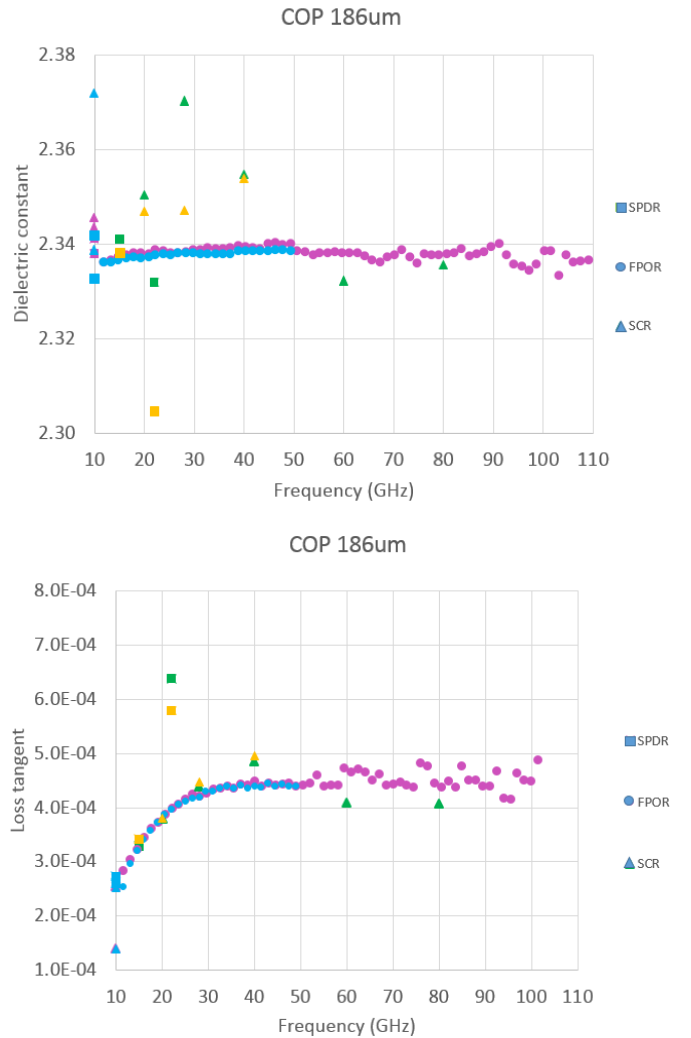 COP 186um
2.38
2.36
2.34
2.32
2.30
Dielectric constant
10 20 30 40 50 60 70 80 90 100 110
Frequency (GHz)
SPDR
FPOR
SCR
COP 186um
8.0E-04
7.0E-04
6.0E-04
5.0E-04
4.0E-04
3.0E-04
2.0E-04
1.0E-04
Loss tangent
10 20 30 40 50 60 70 80 90 100 110
Frequency (GHz)
SPDR
FPOR
SCR